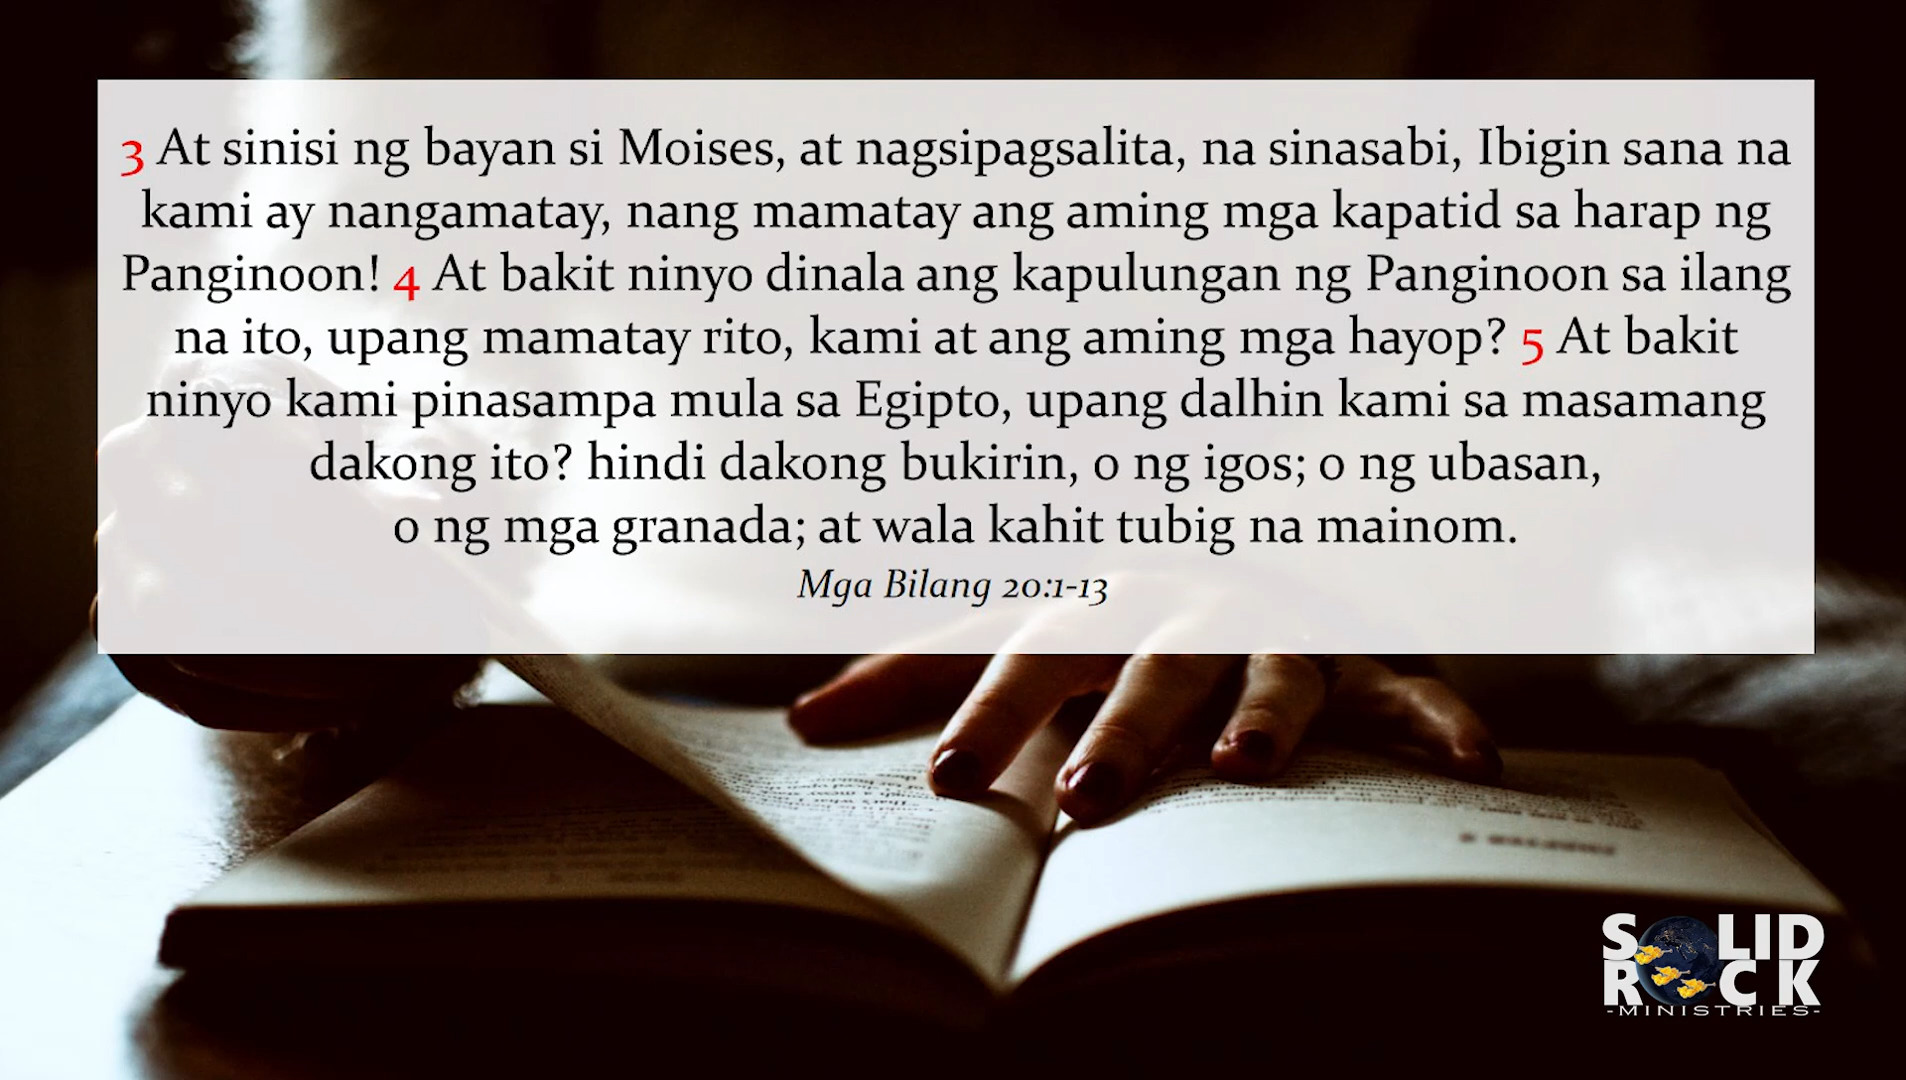 3 At sinisi ng bayan si Moises, at nagsipagsalita, na sinasabi, Ibigin sana na
kami ay nangamatay, nang mamatay ang aming mga kapatid sa harap ng
Panginoon! 4 At bakit ninyo dinala ang kapulungan ng Panginoon sa ilang
na ito, upang mamatay rito, kami at ang aming mga hayop? 5 At bakit
ninyo kami pinasampa mula sa Egipto, upang dalhin kami sa masamang
dakong ito? hindi dakong bukirin, o ng igos; o ng ubasan,
o ng mga granada; at wala kahit tubig na mainom.
Mga Bilang 20:1-13
SOLID
ROCK
-MINISTRIES-